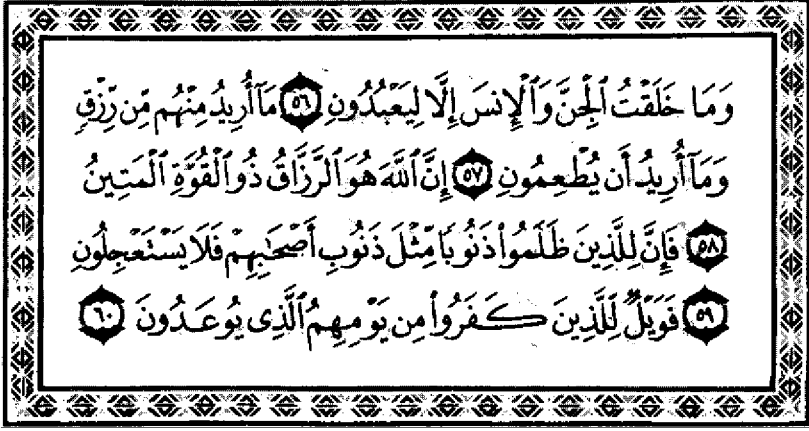 وَمَا خَلَقْتُ ٱلْجِنَّ وَٱلْإِنسَ إِلَّا لِيَعْبُدُونِ ٥٦ مَآ أُرِيدُ مِنْهُم مِّن رِّزْقٍ
وَمَآ أُرِيدُ أَن يُطْعِمُونِ ٥٧ إِنَّ ٱللَّهَ هُوَ ٱلرَّزَّاقُ ذُو ٱلْقُوَّةِ ٱلْمَتِينُ
٥٨ فَإِنَّ لِلَّذِينَ ظَلَمُوا۟ ذَنُوبًا مِّثْلَ ذَنُوبِ أَصْحَٰبِهِمْ فَلَا يَسْتَعْجِلُونِ
٥٩ فَوَيْلٌ لِّلَّذِينَ كَفَرُوا۟ مِن يَوْمِهِمُ ٱلَّذِى يُوعَدُونَ ٦٠